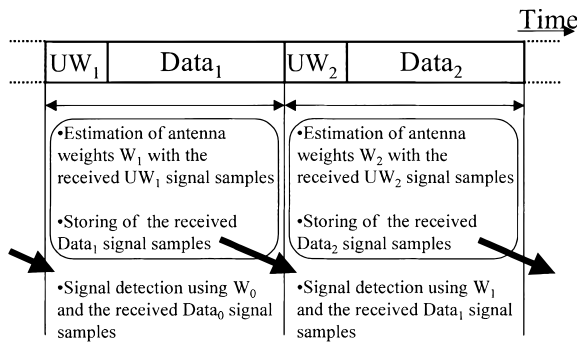 Time
UW₁ Data₁ UW₂ Data₂
•Estimation of antenna
weights W₁ with the
received UW₁ signal samples
•Storing of the received
Data₁ signal samples
•Signal detection using W₀
and the received Data₀ signal
samples
•Estimation of antenna
weights W₂ with the
received UW₂ signal samples
•Storing of the received
Data₂ signal samples
•Signal detection using W₁
and the received Data₁ signal
samples